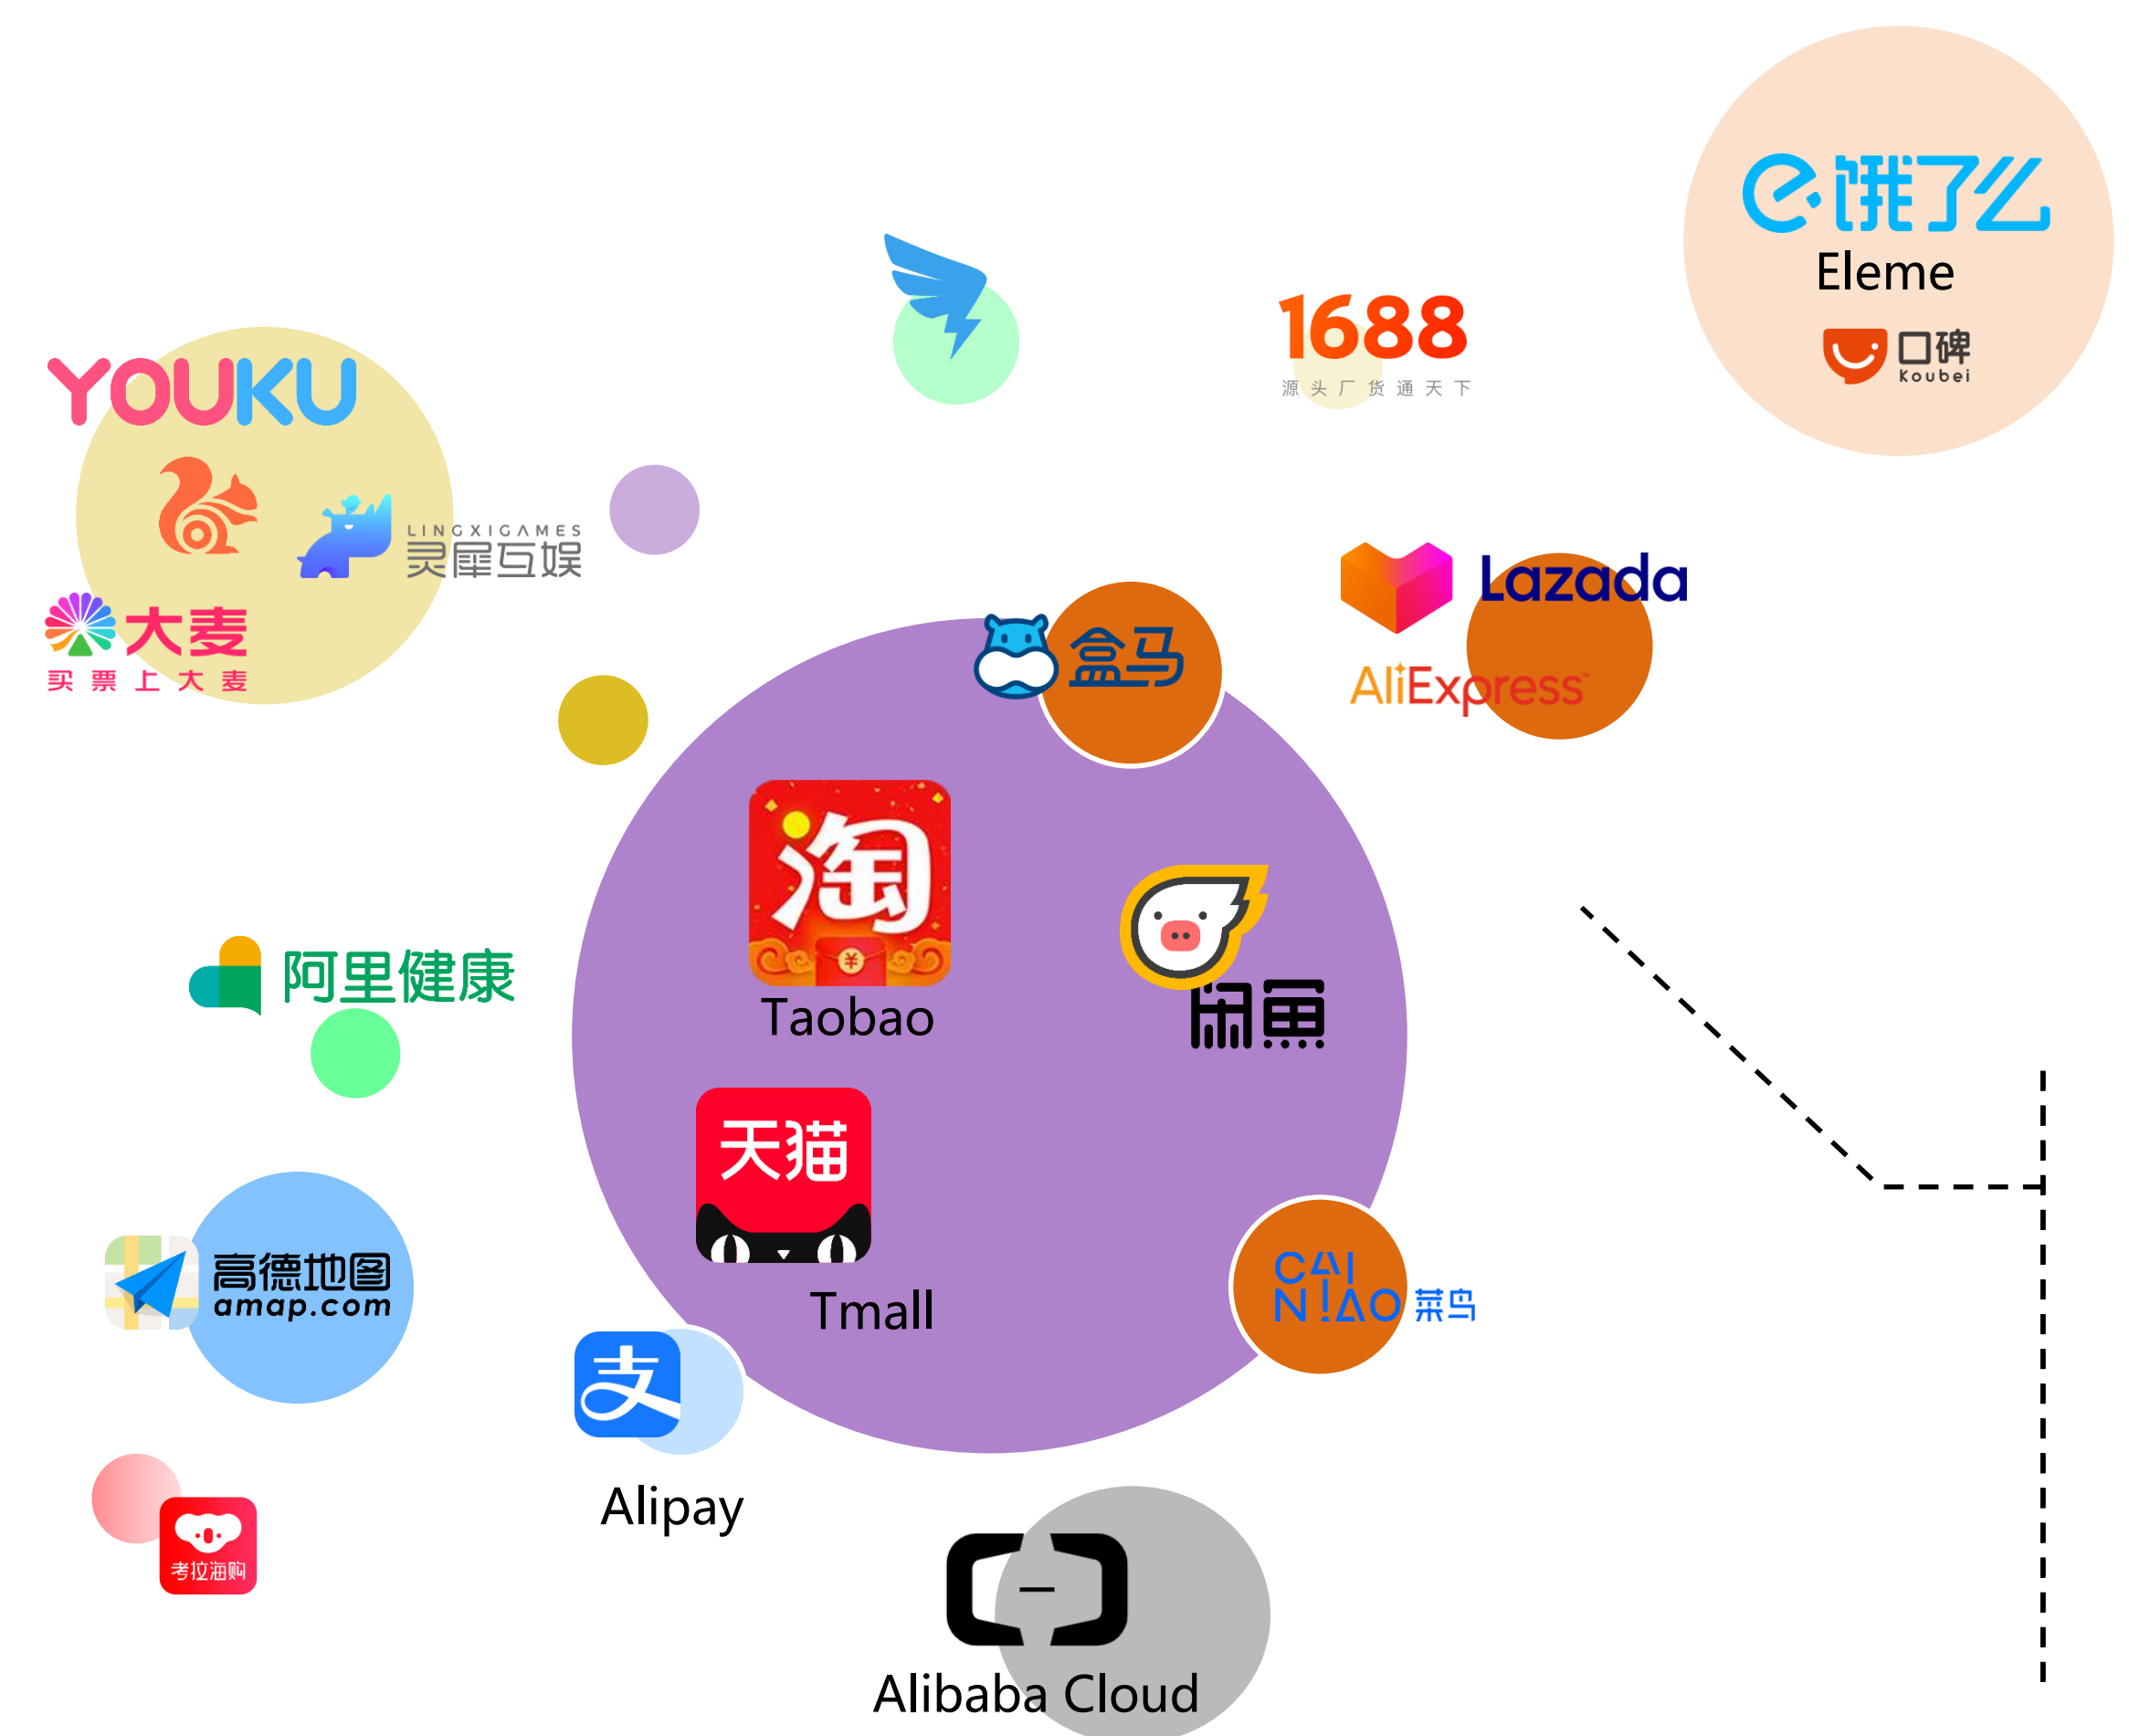 饿了么
Eleme
口碑
Koubei
1688
源头厂货通天下
YOUKU
LINGXIGAMES
灵犀互娱
大麦
买票上大麦
Lazada
AliExpress™
盒马
淘
Taobao
闲鱼
阿里健康
天猫
Tmall
高德地图
amap.com
CAI
NIAO 菜鸟
支
Alipay
考拉海购
Alibaba Cloud